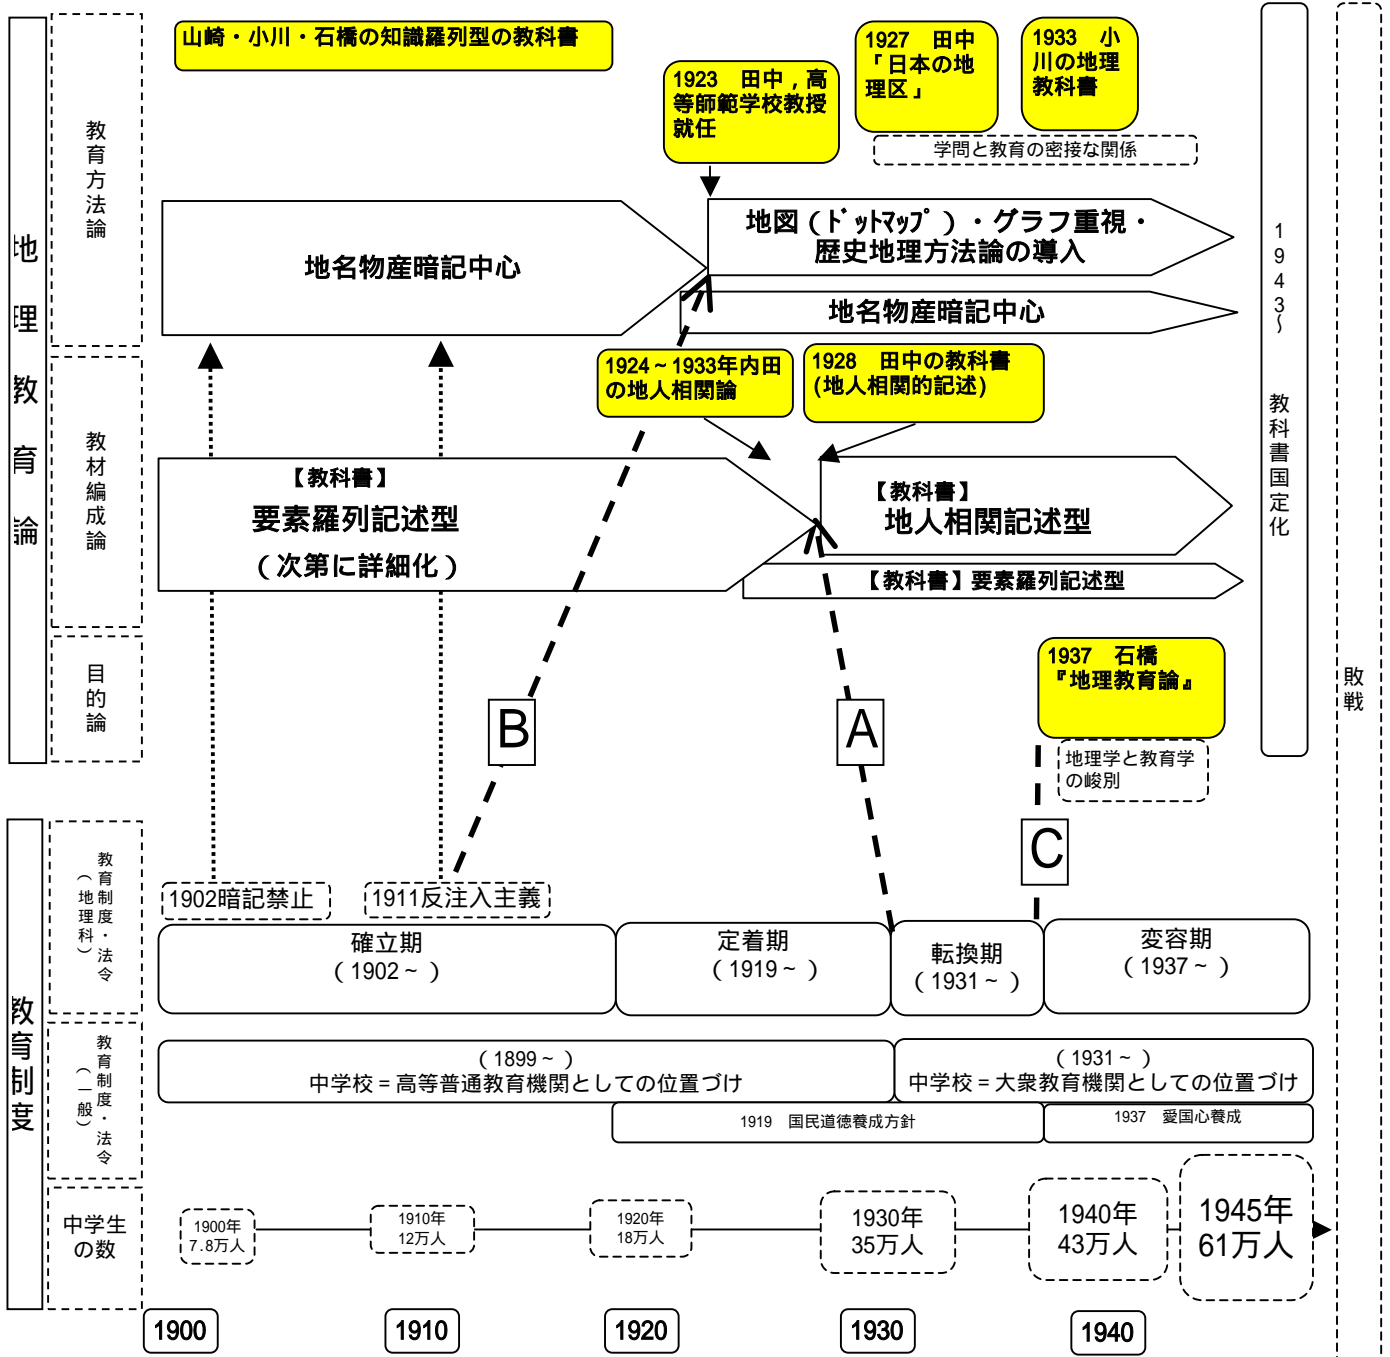 山崎・小川・石橋の知識羅列型の教科書
1923　田中，高
等師範学校教授
就任
1927　田中
「日本の地
理区」
1933　小
川の地理
教科書
学問と教育の密接な関係
地理教育論
教育方法論
地名物産暗記中心
地図（ﾄﾞｯﾄﾏｯﾌﾟ）・グラフ重視・
歴史地理方法論の導入
地名物産暗記中心
1943～　教科書国定化
敗戦
1924～1933年内田
の地人相関論
1928　田中の教科書
(地人相関的記述)
教材編成論
【教科書】
要素羅列記述型
（次第に詳細化）
【教科書】
地人相関記述型
【教科書】要素羅列記述型
目的論
1937　石橋
『地理教育論』
地理学と教育学
の峻別
B
A
C
教育制度
教育制度・法令
（地理科）
1902暗記禁止
1911反注入主義
確立期
（1902～）
定着期
（1919～）
転換期
（1931～）
変容期
（1937～）
教育制度・法令
（一般）
（1899～）
中学校＝高等普通教育機関としての位置づけ
（1931～）
中学校＝大衆教育機関としての位置づけ
1919　国民道徳養成方針
1937　愛国心養成
中学生
の数
1900年
7.8万人
1910年
12万人
1920年
18万人
1930年
35万人
1940年
43万人
1945年
61万人
1900
1910
1920
1930
1940